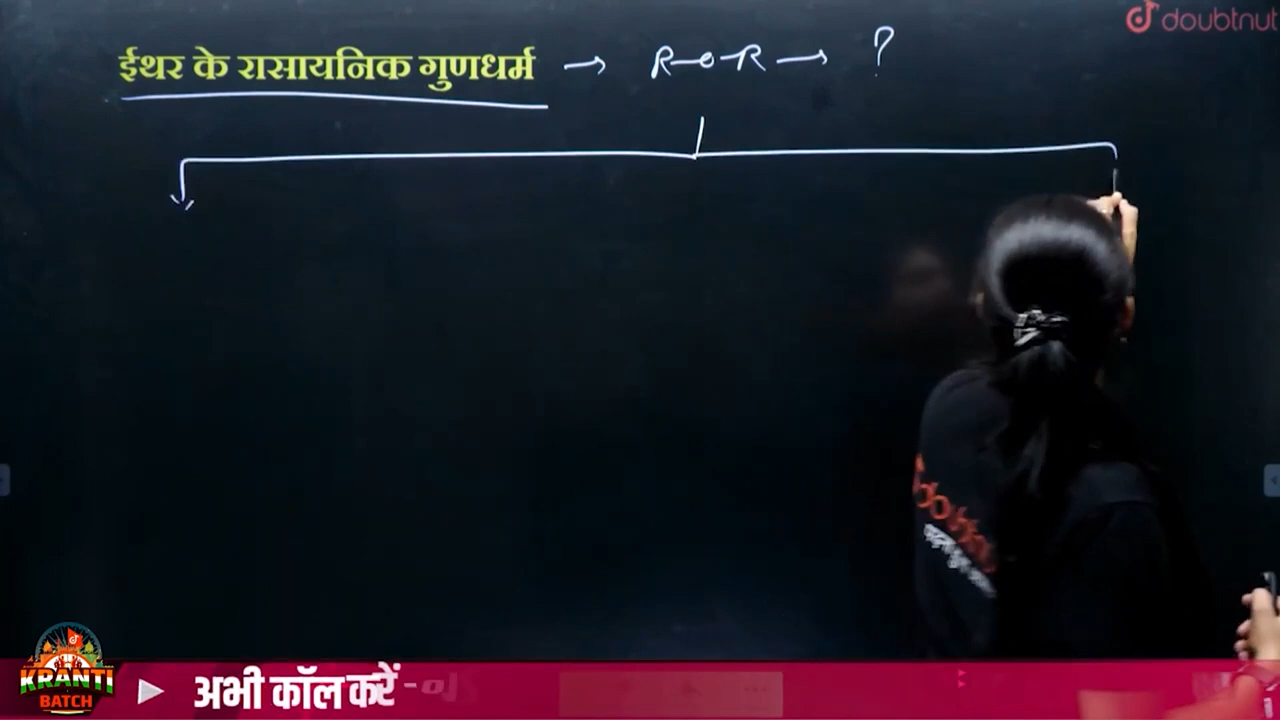 doubtnut
ईथर के रासायनिक गुणधर्म → R-O-R → ?
KRANTI
BATCH
अभी कॉल करें